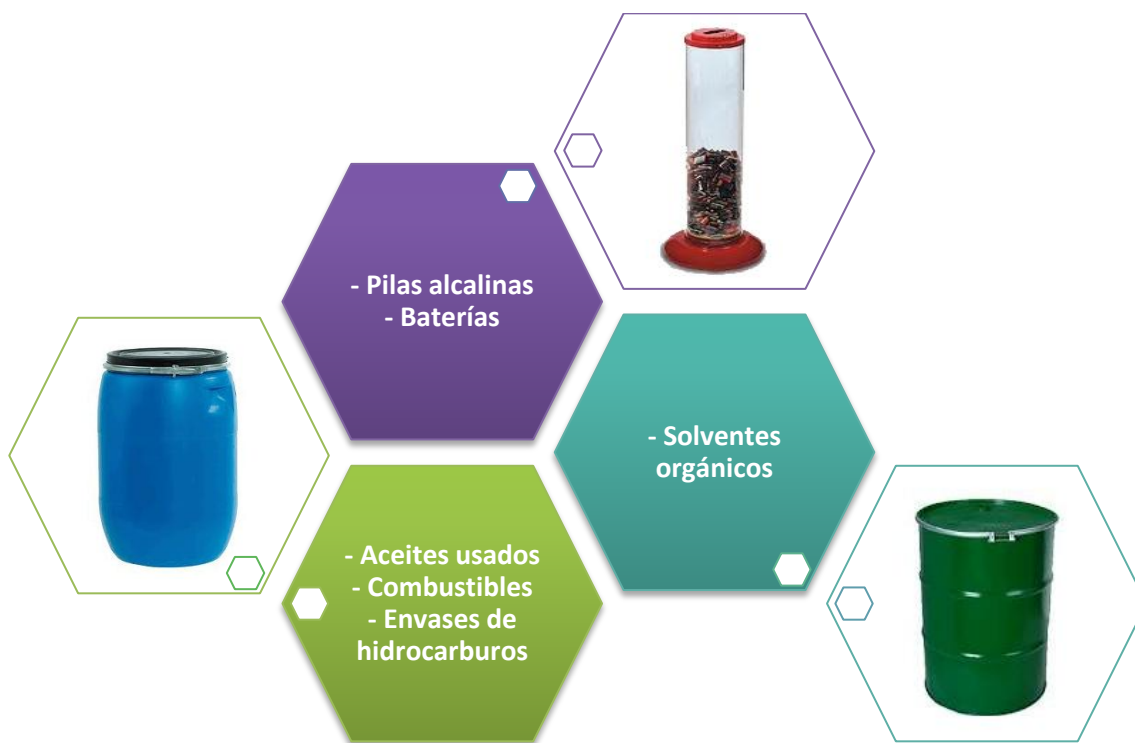 - Pilas alcalinas
- Baterías
- Solventes
orgánicos
- Aceites usados
- Combustibles
- Envases de
hidrocarburos